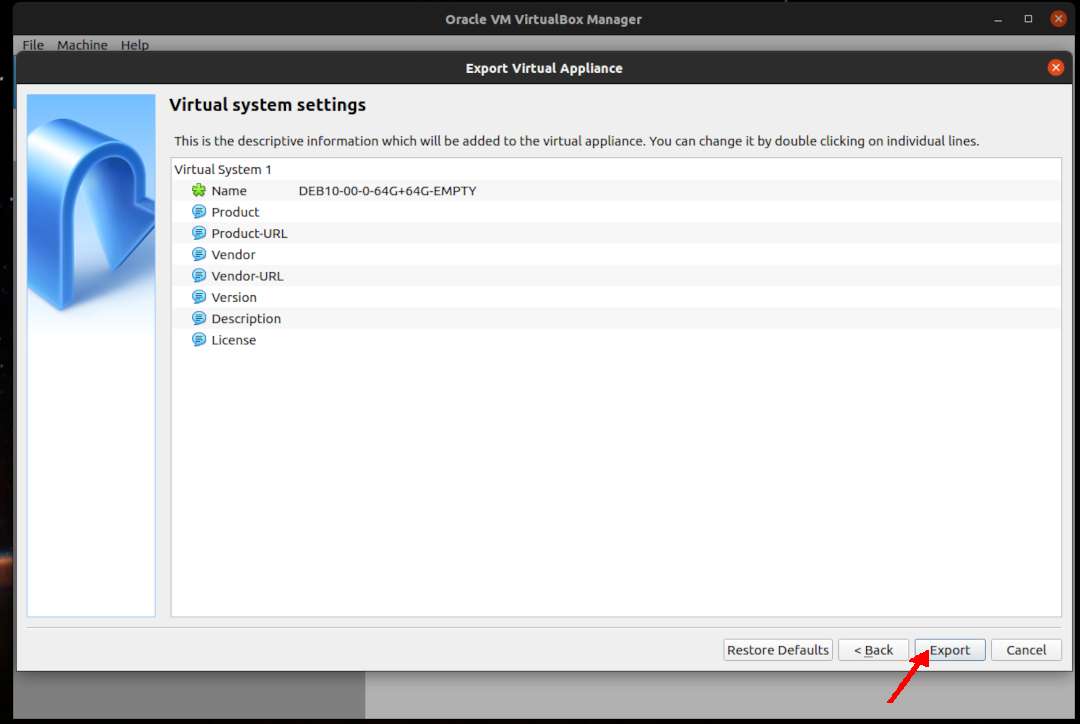 Oracle VM VirtualBox Manager
File Machine Help
Export Virtual Appliance
Virtual system settings
This is the descriptive information which will be added to the virtual appliance. You can change it by double clicking on individual lines.
Virtual System 1
Name DEB10-00-0-64G+64G-EMPTY
Product
Product-URL
Vendor
Vendor-URL
Version
Description
License
Restore Defaults < Back Export Cancel